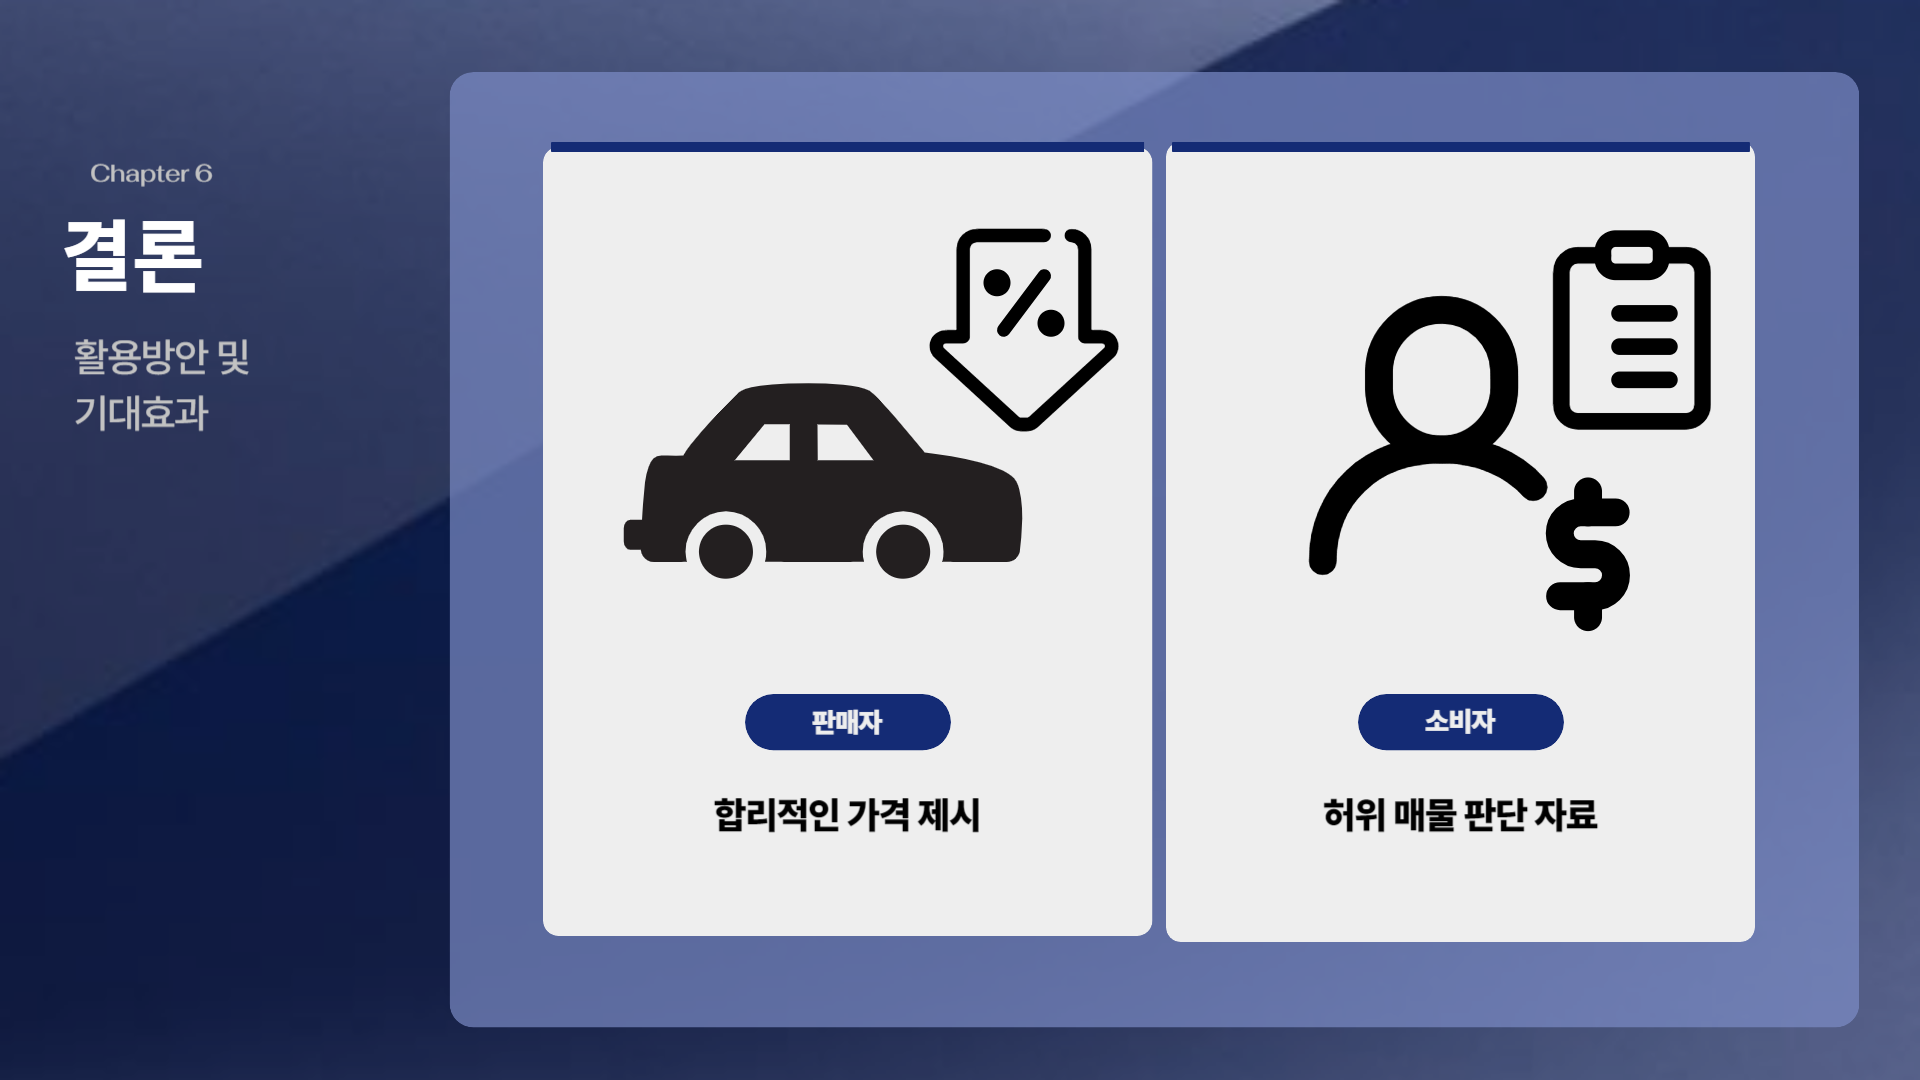 Chapter 6
결론
활용방안 및
기대효과
판매자
합리적인 가격 제시
소비자
허위 매물 판단 자료